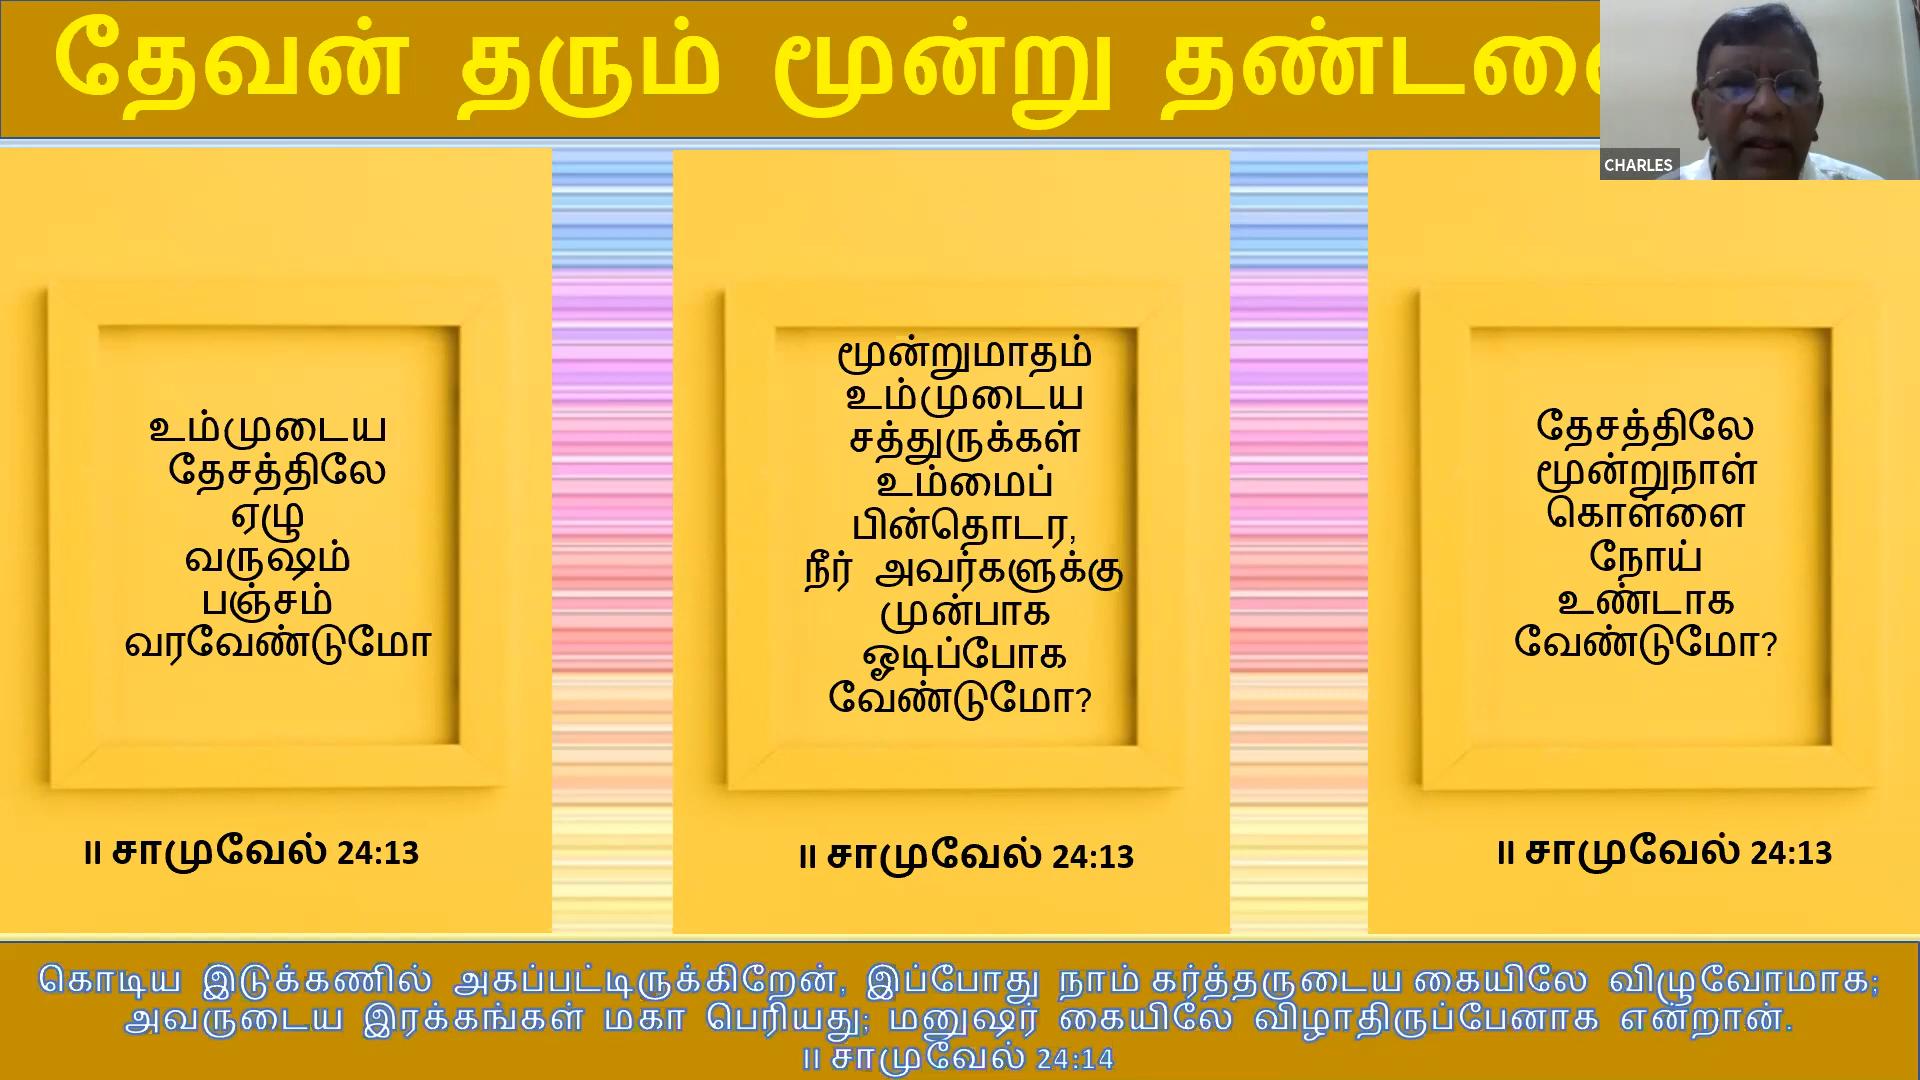 தேவன் தரும் மூன்று
CHARLES
உம்முடைய
தேசத்திலே
ஏழு
வருஷம்
பஞ்சம்
வரவேண்டுமோ
II சாமுவேல் 24:13
மூன்றுமாதம்
உம்முடைய
சத்துருக்கள்
உம்மைப்
பின்தொடர,
நீர் அவர்களுக்கு
முன்பாக
ஓடிப்போக
வேண்டுமோ?
II சாமுவேல் 24:13
தேசத்திலே
மூன்றுநாள்
கொள்ளை
நோய்
உண்டாக
வேண்டுமோ?
II சாமுவேல் 24:13
கொடிய இடுக்கணில் அகப்பட்டிருக்கிறேன், இப்போது நாம் கர்த்தருடைய கையிலே விழுவோமாக;
அவருடைய இரக்கங்கள் மகா பெரியது; மனுஷர் கையிலே விழாதிருப்பேனாக என்றான்.
II சாமுவேல் 24:14